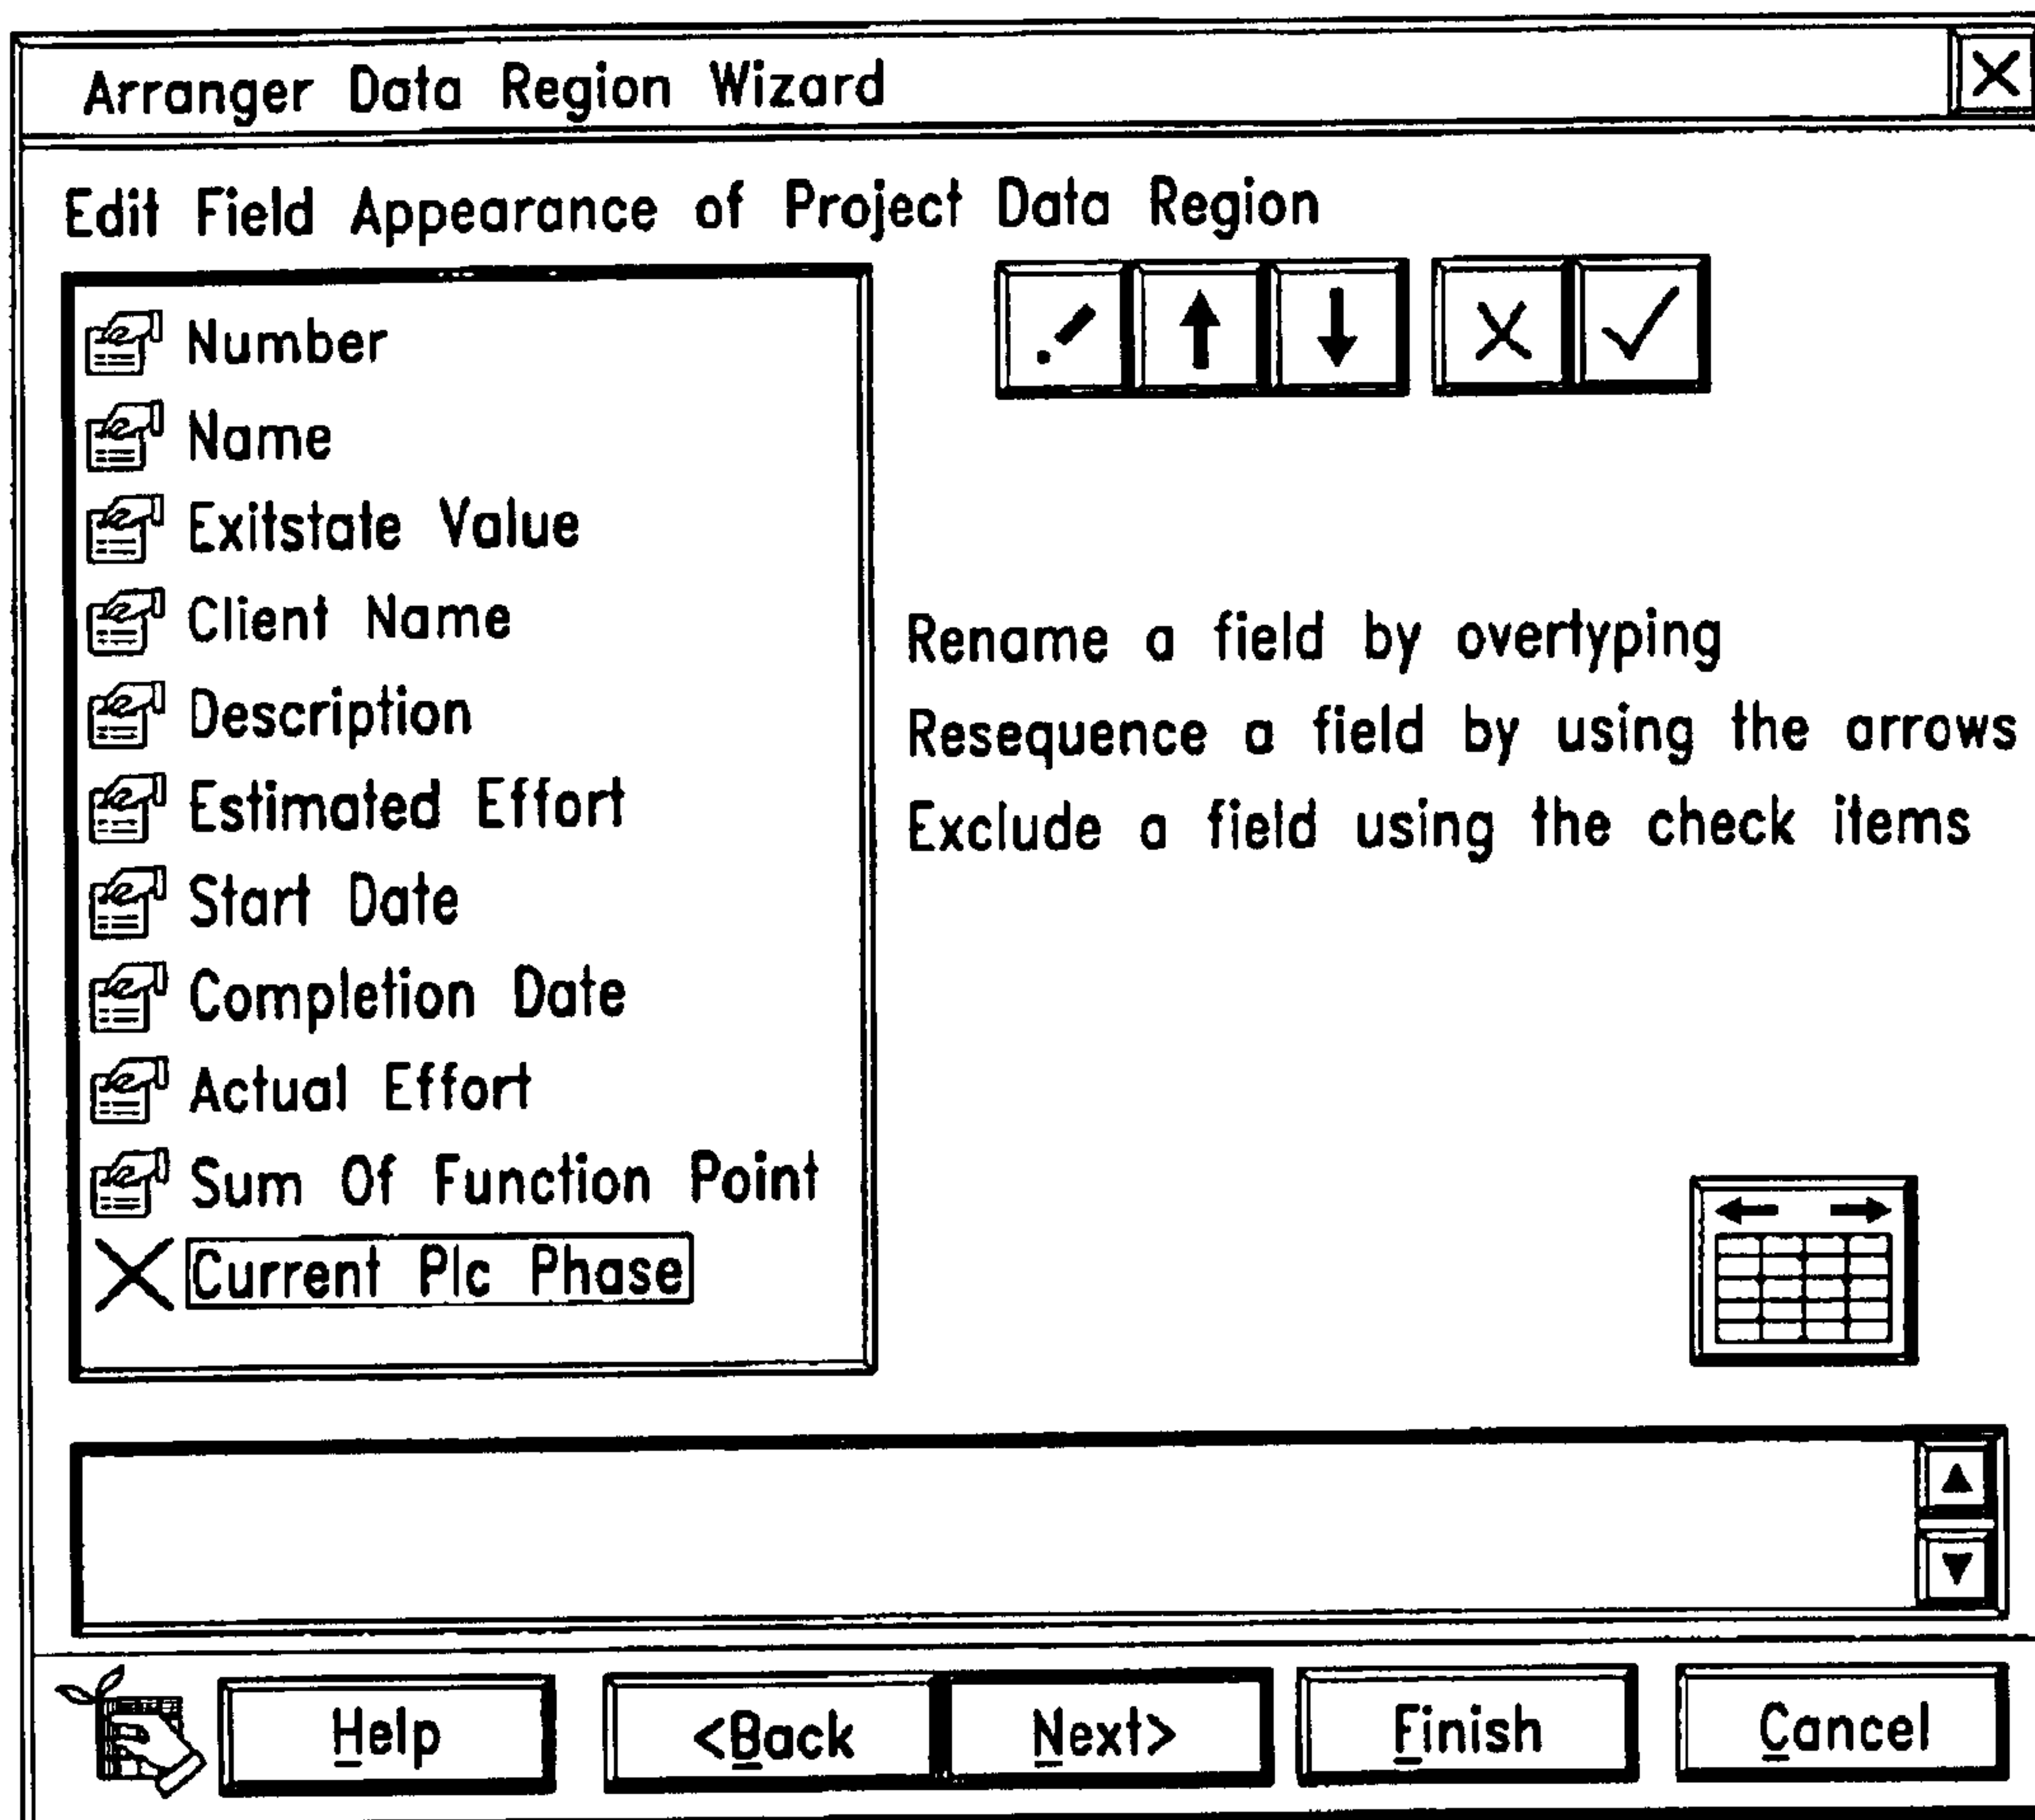 Arranger Data Region Wizard
Edit Field Appearance of Project Data Region
Number
Name
Exitstate Value
Client Name
Description
Estimated Effort
Start Date
Completion Date
Actual Effort
Sum Of Function Point
Current Plc Phase
Rename a field by overtyping
Resequence a field by using the arrows
Exclude a field using the check items
Help
<Back
Next>
Finish
Cancel